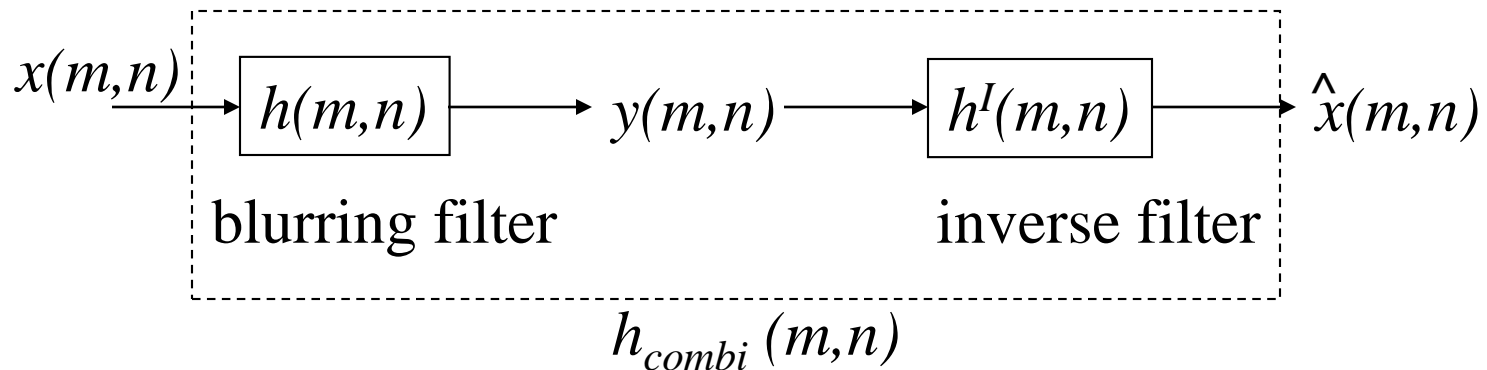 x(m,n) h(m,n) y(m,n) h^I(m,n) x̂(m,n)
blurring filter inverse filter
h_combi (m,n)